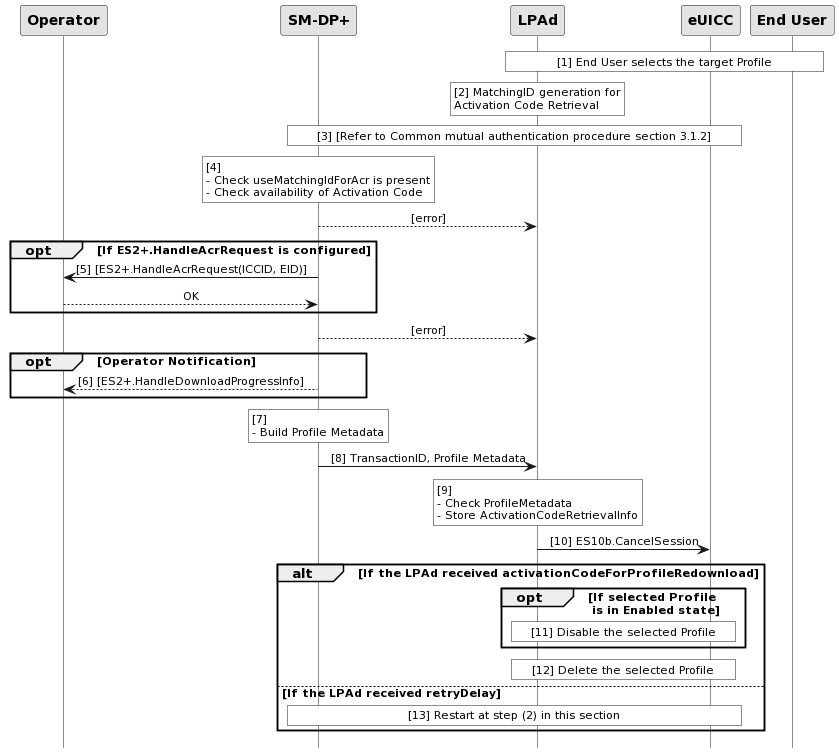 Operator
SM-DP+
LPAd
eUICC
End User
[1] End User selects the target Profile
[2] MatchingID generation for
Activation Code Retrieval
[3] [Refer to Common mutual authentication procedure section 3.1.2]
[4]
- Check useMatchingIdForAcr is present
- Check availability of Activation Code
[error]
opt [If ES2+.HandleAcrRequest is configured]
[5] [ES2+.HandleAcrRequest(ICCID, EID)]
OK
[error]
opt [Operator Notification]
[6] [ES2+.HandleDownloadProgressInfo]
[7]
- Build Profile Metadata
[8] TransactionID, Profile Metadata
[9]
- Check ProfileMetadata
- Store ActivationCodeRetrievalInfo
[10] ES10b.CancelSession
alt [If the LPAd received activationCodeForProfileRedownload]
opt [If selected Profile
is in Enabled state]
[11] Disable the selected Profile
[12] Delete the selected Profile
[If the LPAd received retryDelay]
[13] Restart at step (2) in this section